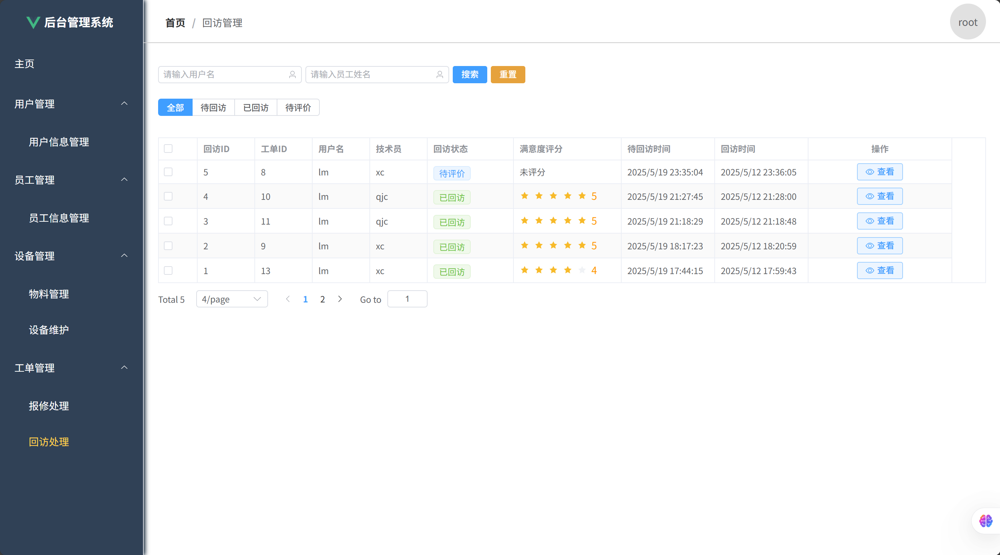 后台管理系统
主页
用户管理
用户信息管理
员工管理
员工信息管理
设备管理
物料管理
设备维护
工单管理
报修处理
回访处理
首页 / 回访管理
root
请输入用户名 请输入员工姓名 搜索 重置
全部 待回访 已回访 待评价
回访ID 工单ID 用户名 技术员 回访状态 满意度评分 待回访时间 回访时间 操作
5 8 lm xc 待评价 未评分 2025/5/19 23:35:04 2025/5/12 23:36:05 查看
4 10 lm qjc 已回访 5 2025/5/19 21:27:45 2025/5/12 21:28:00 查看
3 11 lm qjc 已回访 5 2025/5/19 21:18:29 2025/5/12 21:18:48 查看
2 9 lm xc 已回访 5 2025/5/19 18:17:23 2025/5/12 18:20:59 查看
1 13 lm xc 已回访 4 2025/5/19 17:44:15 2025/5/12 17:59:43 查看
Total 5 4/page 1 2 Go to 1